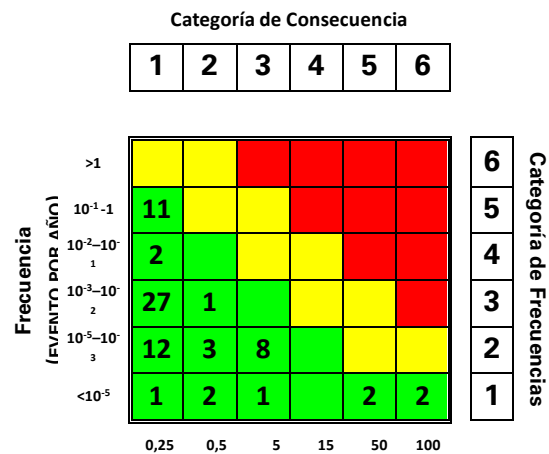 Categoría de Consecuencia
1 2 3 4 5 6
>1 6
10⁻¹ -1 11 5
10⁻²–10⁻¹ 2 4
10⁻³–10⁻² 27 1 3
10⁻⁵–10⁻³ 12 3 8 2
<10⁻⁵ 1 2 1 2 2 1
0,25 0,5 5 15 50 100
Frecuencia
(EVENTO POR AÑO)
Categoría de Frecuencias